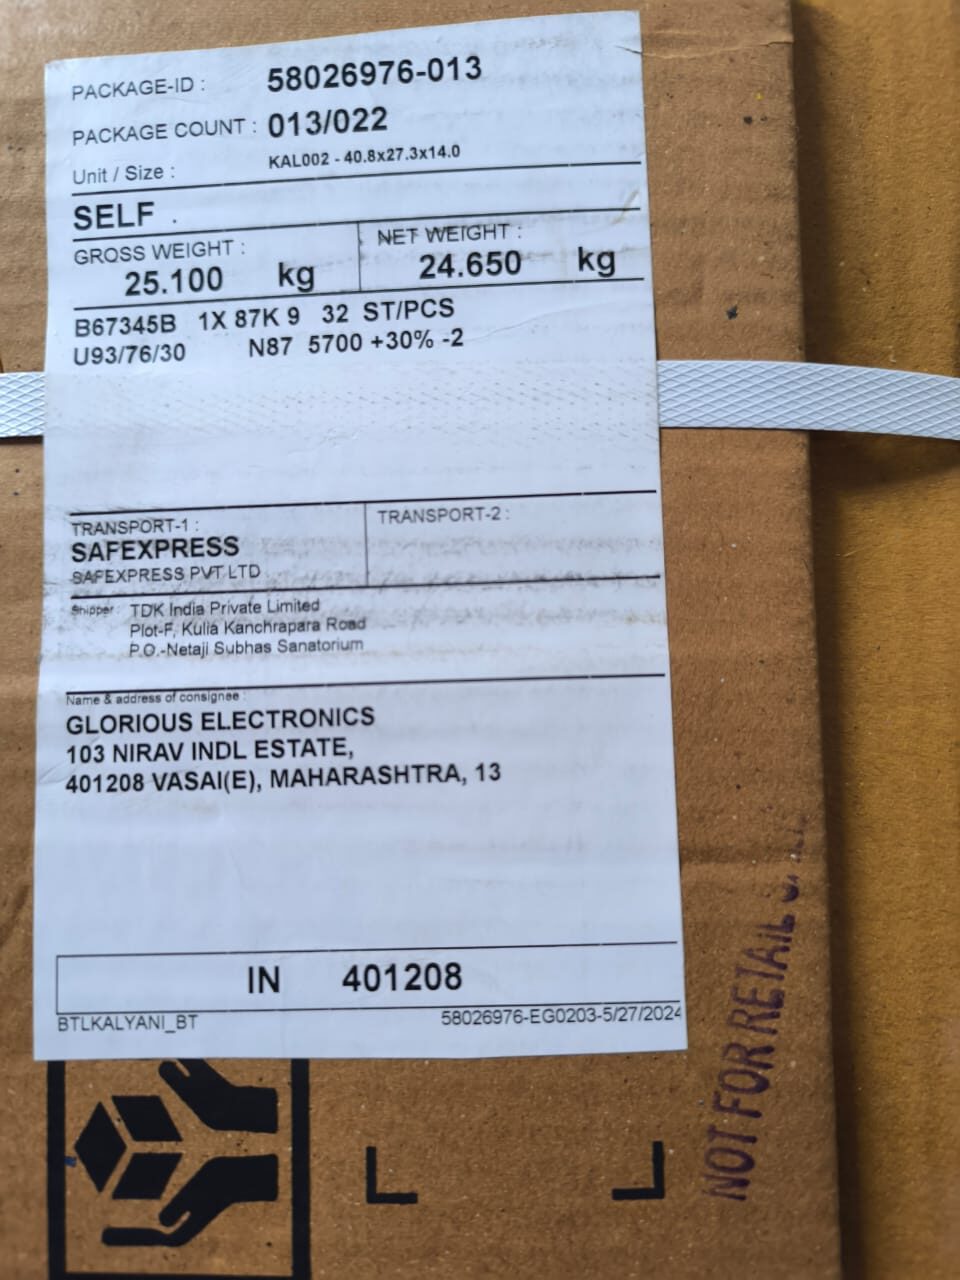 PACKAGE-ID : 58026976-013
PACKAGE COUNT : 013/022
Unit / Size : KAL002 - 40.8x27.3x14.0
SELF .
GROSS WEIGHT : NET WEIGHT :
25.100 kg 24.650 kg
B67345B 1X 87K 9 32 ST/PCS
U93/76/30 N87 5700 +30% -2
TRANSPORT-1 : TRANSPORT-2 :
SAFEXPRESS
SAFEXPRESS PVT LTD
Shipper TDK India Private Limited
Plot-F, Kulia Kanchrapara Road
P.O.-Netaji Subhas Sanatorium
Name & address of consignee :
GLORIOUS ELECTRONICS
103 NIRAV INDL ESTATE,
401208 VASAI(E), MAHARASHTRA, 13
IN 401208
BTLKALYANI_BT 58026976-EG0203-5/27/2024
NOT FOR RETAIL